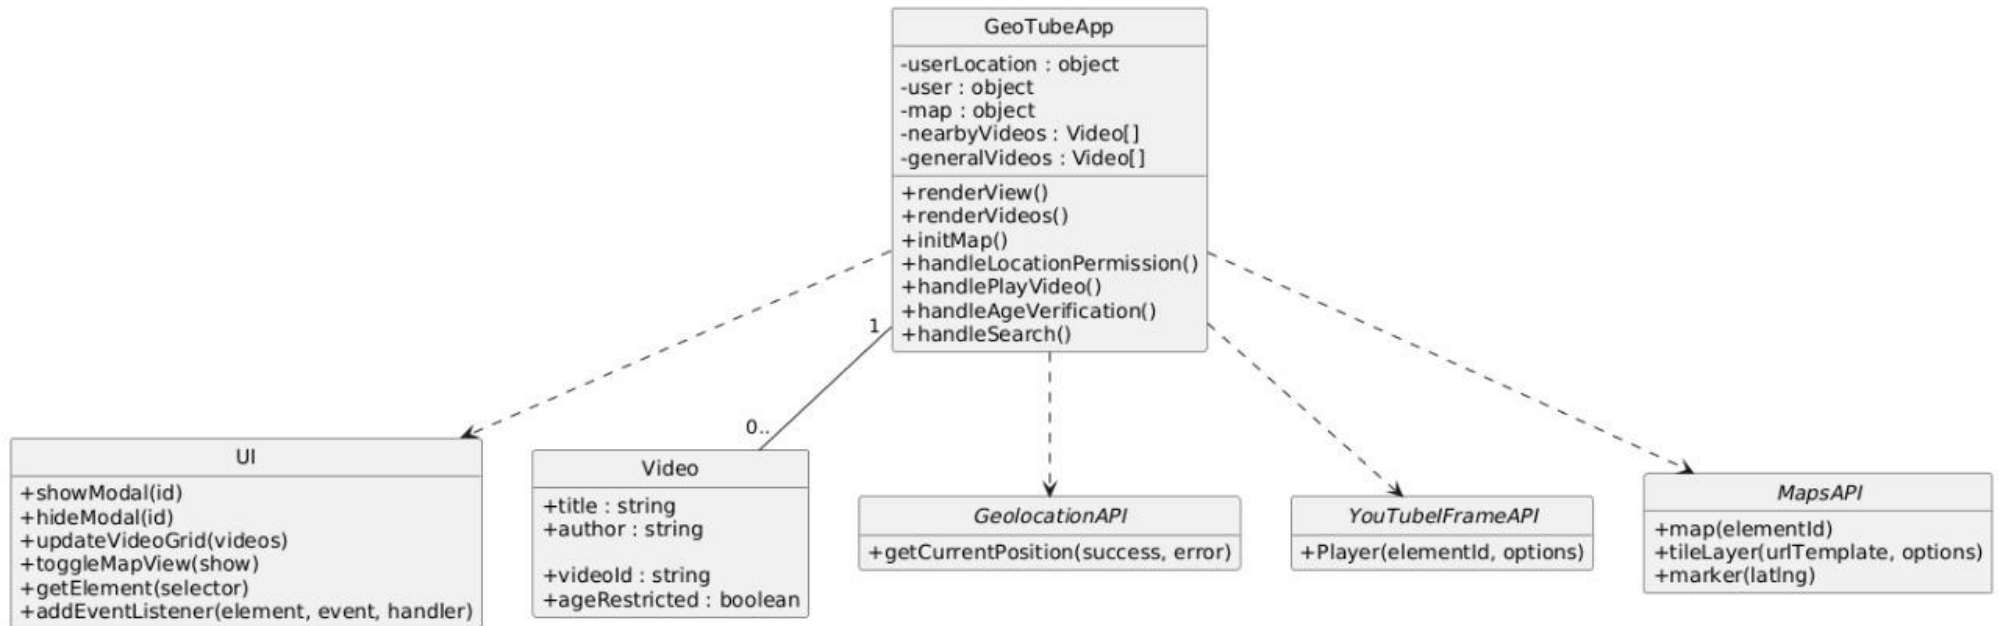 GeoTubeApp
-userLocation : object
-user : object
-map : object
-nearbyVideos : Video[]
-generalVideos : Video[]
+renderView()
+renderVideos()
+initMap()
+handleLocationPermission()
+handlePlayVideo()
+handleAgeVerification()
+handleSearch()
1
0..
UI
+showModal(id)
+hideModal(id)
+updateVideoGrid(videos)
+toggleMapView(show)
+getElement(selector)
+addEventListener(element, event, handler)
Video
+title : string
+author : string
+videoId : string
+ageRestricted : boolean
GeolocationAPI
+getCurrentPosition(success, error)
YouTubeIFrameAPI
+Player(elementId, options)
MapsAPI
+map(elementId)
+tileLayer(urlTemplate, options)
+marker(latlng)